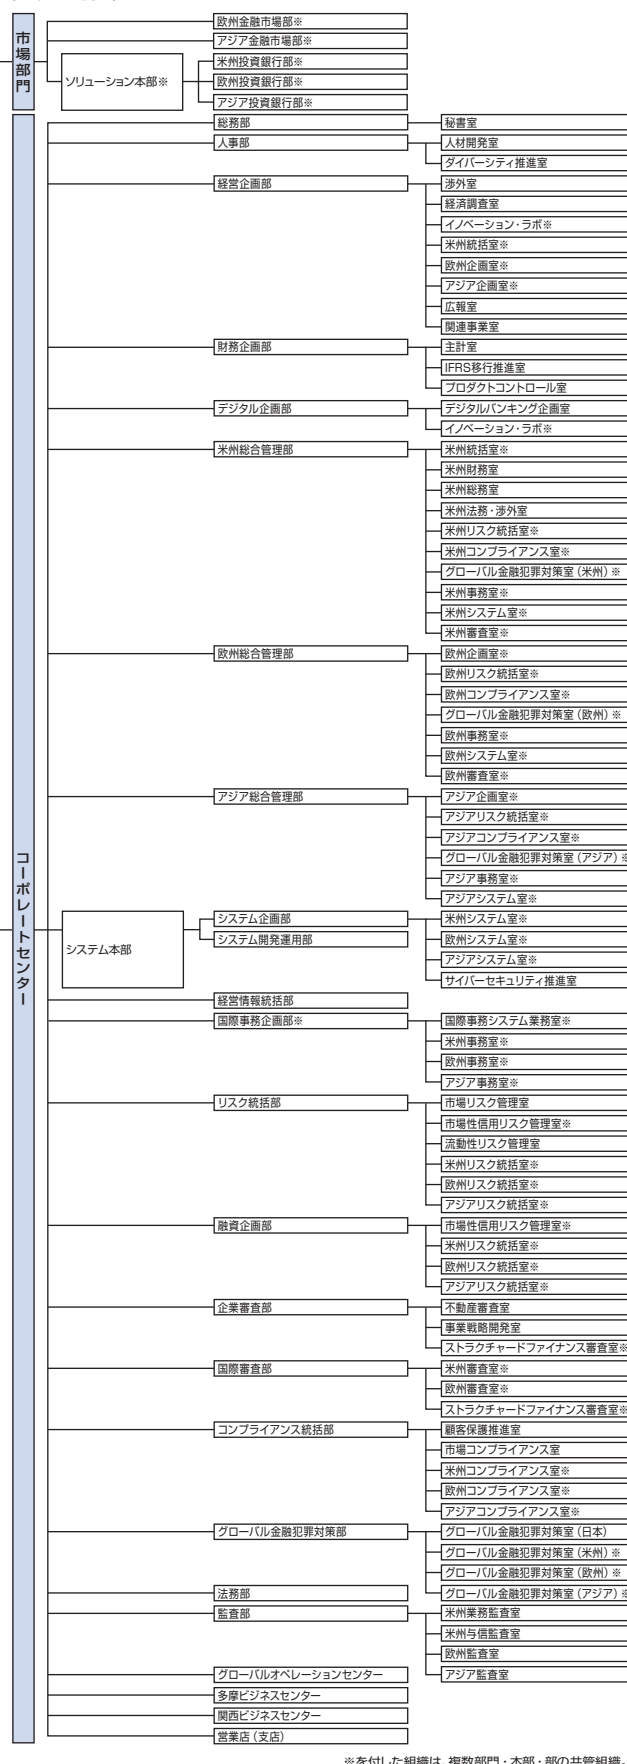 市場部門
欧州金融市場部※
アジア金融市場部※
ソリューション本部※
米州投資銀行部※
欧州投資銀行部※
アジア投資銀行部※
コーポレートセンター
総務部
秘書室
人事部
人材開発室
ダイバーシティ推進室
経営企画部
渉外室
経済調査室
イノベーション・ラボ※
米州統括室※
欧州企画室※
アジア企画室※
広報室
関連事業室
財務企画部
主計室
IFRS移行推進室
プロダクトコントロール室
デジタル企画部
デジタルバンキング企画室
イノベーション・ラボ※
米州総合管理部
米州統括室※
米州財務室
米州総務室
米州法務・渉外室
米州リスク統括室※
米州コンプライアンス室※
グローバル金融犯罪対策室（米州）※
米州事務室※
米州システム室※
米州審査室※
欧州総合管理部
欧州企画室※
欧州リスク統括室※
欧州コンプライアンス室※
グローバル金融犯罪対策室（欧州）※
欧州事務室※
欧州システム室※
欧州審査室※
アジア総合管理部
アジア企画室※
アジアリスク統括室※
アジアコンプライアンス室※
グローバル金融犯罪対策室（アジア）※
アジア事務室※
アジアシステム室※
システム本部
システム企画部
システム開発運用部
米州システム室※
欧州システム室※
アジアシステム室※
サイバーセキュリティ推進室
経営情報統括部
国際事務企画部※
国際事務システム業務室※
米州事務室※
欧州事務室※
アジア事務室※
リスク統括部
市場リスク管理室
市場性信用リスク管理室※
流動性リスク管理室
米州リスク統括室※
欧州リスク統括室※
アジアリスク統括室※
融資企画部
市場性信用リスク管理室※
米州リスク統括室※
欧州リスク統括室※
アジアリスク統括室※
企業審査部
不動産審査室
事業戦略開発室
ストラクチャードファイナンス審査室※
国際審査部
米州審査室※
欧州審査室※
ストラクチャードファイナンス審査室※
コンプライアンス統括部
顧客保護推進室
市場コンプライアンス室
米州コンプライアンス室※
欧州コンプライアンス室※
アジアコンプライアンス室※
グローバル金融犯罪対策部
グローバル金融犯罪対策室（日本）
グローバル金融犯罪対策室（米州）※
グローバル金融犯罪対策室（欧州）※
グローバル金融犯罪対策室（アジア）※
法務部
監査部
米州業務監査室
米州与信監査室
欧州監査室
アジア監査室
グローバルオペレーションセンター
多摩ビジネスセンター
関西ビジネスセンター
営業店（支店）
※を付した組織は、複数部門・本部・部の共管組織。